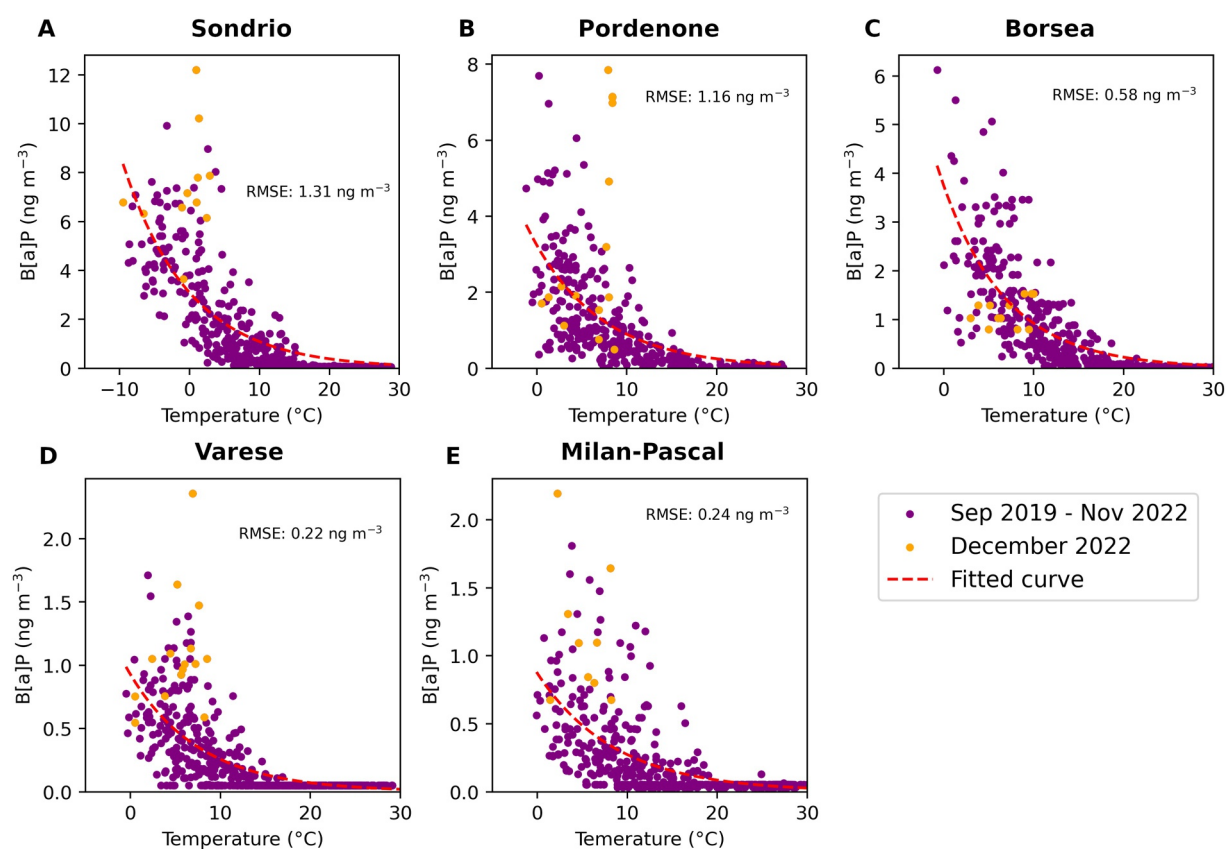 A Sondrio
B[a]P (ng m⁻³)
12
10
8
6
4
2
0
RMSE: 1.31 ng m⁻³
−10 0 10 20 30
Temperature (°C)
B Pordenone
B[a]P (ng m⁻³)
8
6
4
2
0
RMSE: 1.16 ng m⁻³
0 10 20 30
Temperature (°C)
C Borsea
B[a]P (ng m⁻³)
6
5
4
3
2
1
0
RMSE: 0.58 ng m⁻³
0 10 20 30
Temerature (°C)
D Varese
B[a]P (ng m⁻³)
2.0
1.5
1.0
0.5
0.0
RMSE: 0.22 ng m⁻³
0 10 20 30
Temperature (°C)
E Milan-Pascal
B[a]P (ng m⁻³)
2.0
1.5
1.0
0.5
0.0
RMSE: 0.24 ng m⁻³
0 10 20 30
Temerature (°C)
Sep 2019 - Nov 2022
December 2022
Fitted curve